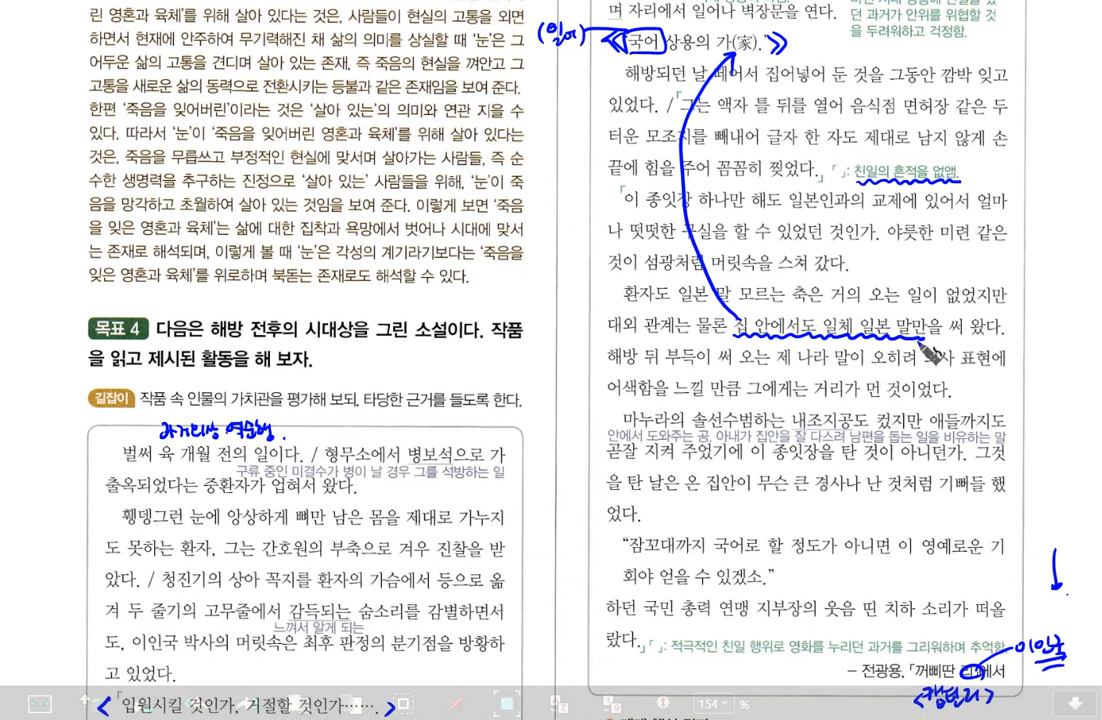 린 영혼과 육체'를 위해 살아 있다는 것은, 사람들이 현실의 고통을 외면
하면서 현재에 안주하여 무기력해진 채 삶의 의미를 상실할 때 '눈'은 그
어두운 삶의 고통을 견디며 살아 있는 존재, 즉 죽음의 현실을 껴안고 그
고통을 새로운 삶의 동력으로 전환시키는 등불과 같은 존재임을 보여 준다.
한편 '죽음을 잊어버린'이라는 것은 '살아 있는'의 의미와 연관 지을 수
있다. 따라서 '눈'이 '죽음을 잊어버린 영혼과 육체'를 위해 살아 있다는
것은, 죽음을 무릅쓰고 부정적인 현실에 맞서며 살아가는 사람들, 즉 순
수한 생명력을 추구하는 진정으로 '살아 있는' 사람들을 위해, '눈'이 죽
음을 망각하고 초월하여 살아 있는 것임을 보여 준다. 이렇게 보면 '죽음
을 잊은 영혼과 육체'는 삶에 대한 집착과 욕망에서 벗어나 시대에 맞서
는 존재로 해석되며, 이렇게 볼 때 '눈'은 각성의 계기라기보다는 '죽음을
잊은 영혼과 육체'를 위로하며 북돋는 존재로도 해석할 수 있다.
목표 4 다음은 해방 전후의 시대상을 그린 소설이다. 작품
을 읽고 제시된 활동을 해 보자.
길잡이 작품 속 인물의 가치관을 평가해 보되, 타당한 근거를 들도록 한다.
과거회상 역순행.
벌써 육 개월 전의 일이다. / 형무소에서 병보석으로 가
구류 중인 미결수가 병이 날 경우 그를 석방하는 일
출옥되었다는 중환자가 업혀서 왔다.
휑뎅그런 눈에 앙상하게 뼈만 남은 몸을 제대로 가누지
도 못하는 환자, 그는 간호원의 부축으로 겨우 진찰을 받
았다. / 청진기의 상아 꼭지를 환자의 가슴에서 등으로 옮
겨 두 줄기의 고무줄에서 감득되는 숨소리를 감별하면서
느껴서 알게 되는
도, 이인국 박사의 머릿속은 최후 판정의 분기점을 방황하
고 있었다.
<「입원시킬 것인가, 거절할 것인가……. >
며 자리에서 일어나 벽장문을 연다.
던 과거가 안위를 위협할 것
을 두려워하고 걱정함.
(일어)
《 "국어 상용의 가(家)." 》
해방되던 날 떼어서 집어넣어 둔 것을 그동안 깜박 잊고
있었다. /「그는 액자 틀 뒤를 열어 음식점 면허장 같은 두
터운 모조지를 빼내어 글자 한 자도 제대로 남지 않게 손
끝에 힘을 주어 꼼꼼히 찢었다.」「 」: 친일의 흔적을 없앰.
「이 종잇장 하나만 해도 일본인과의 교제에 있어서 얼마
나 떳떳한 구실을 할 수 있었던 것인가. 야릇한 미련 같은
것이 섬광처럼 머릿속을 스쳐 갔다.
환자도 일본 말 모르는 축은 거의 오는 일이 없었지만
대외 관계는 물론 집 안에서도 일체 일본 말만을 써 왔다.
해방 뒤 부득이 써 오는 제 나라 말이 오히려 의사 표현에
어색함을 느낄 만큼 그에게는 거리가 먼 것이었다.
마누라의 솔선수범하는 내조지공도 컸지만 애들까지도
안에서 도와주는 공. 아내가 집안을 잘 다스려 남편을 돕는 일을 비유하는 말
곧잘 지켜 주었기에 이 종잇장을 탄 것이 아니던가. 그것
을 탄 날은 온 집안이 무슨 큰 경사나 난 것처럼 기뻐들 했
었다.
"잠꼬대까지 국어로 할 정도가 아니면 이 영예로운 기
회야 얻을 수 있겠소."
하던 국민 총력 연맹 지부장의 웃음 띤 치하 소리가 떠올
랐다.」「 」: 적극적인 친일 행위로 영화를 누리던 과거를 그리워하며 추억함
이인국
- 전광용, 「꺼삐딴 리」에서
<캡틴리>
154 %